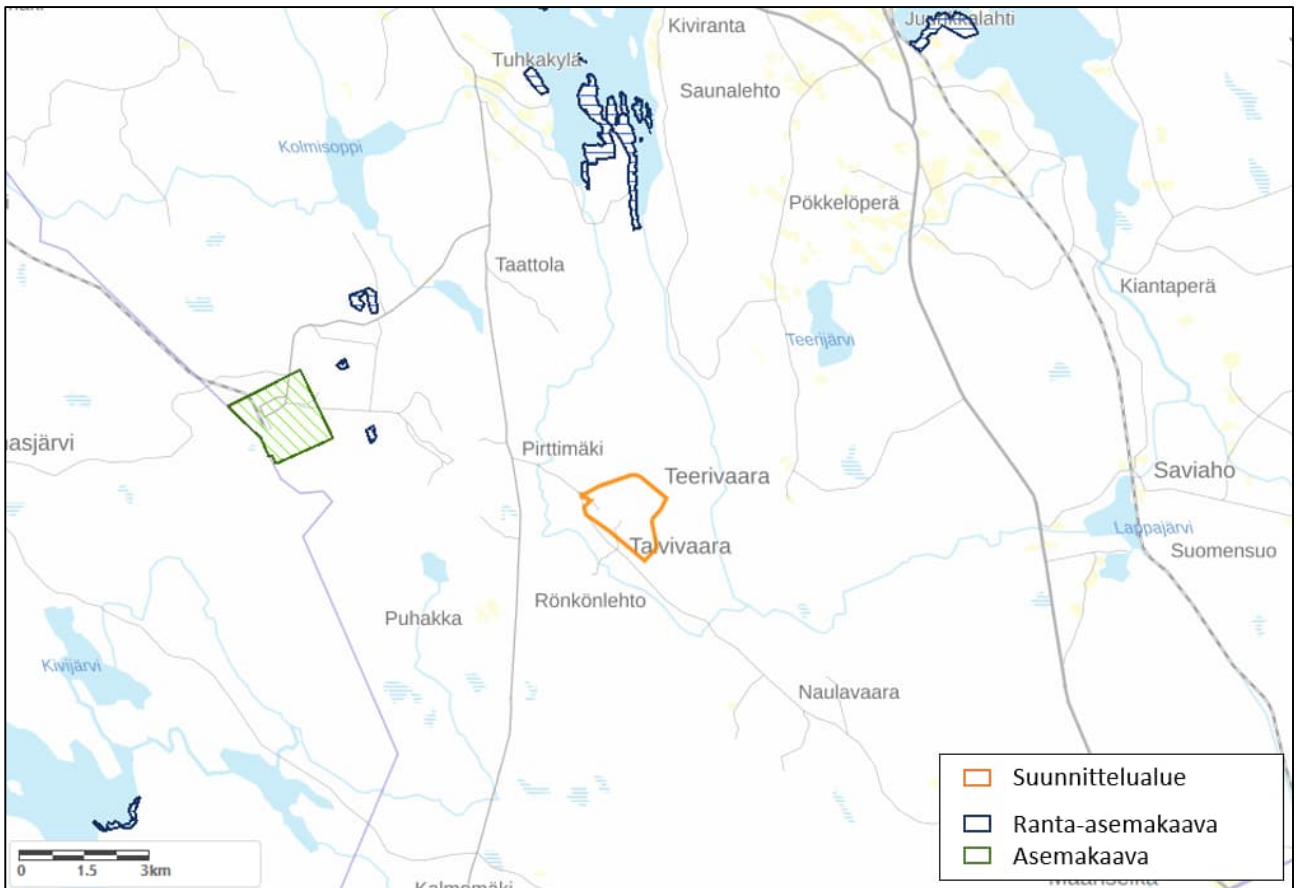 Kiviranta
Juurikkalahti
Tuhkakylä
Saunalehto
Kolmisoppi
Pökkelöperä
Taattola
Kiantaperä
Teerijärvi
asjärvi
Pirttimäki
Teerivaara
Saviaho
Lappajärvi
Talvivaara
Suomensuo
Rönkönlehto
Puhakka
Kivijärvi
Naulavaara
Suunnittelualue
Ranta-asemakaava
Asemakaava
0 1.5 3km